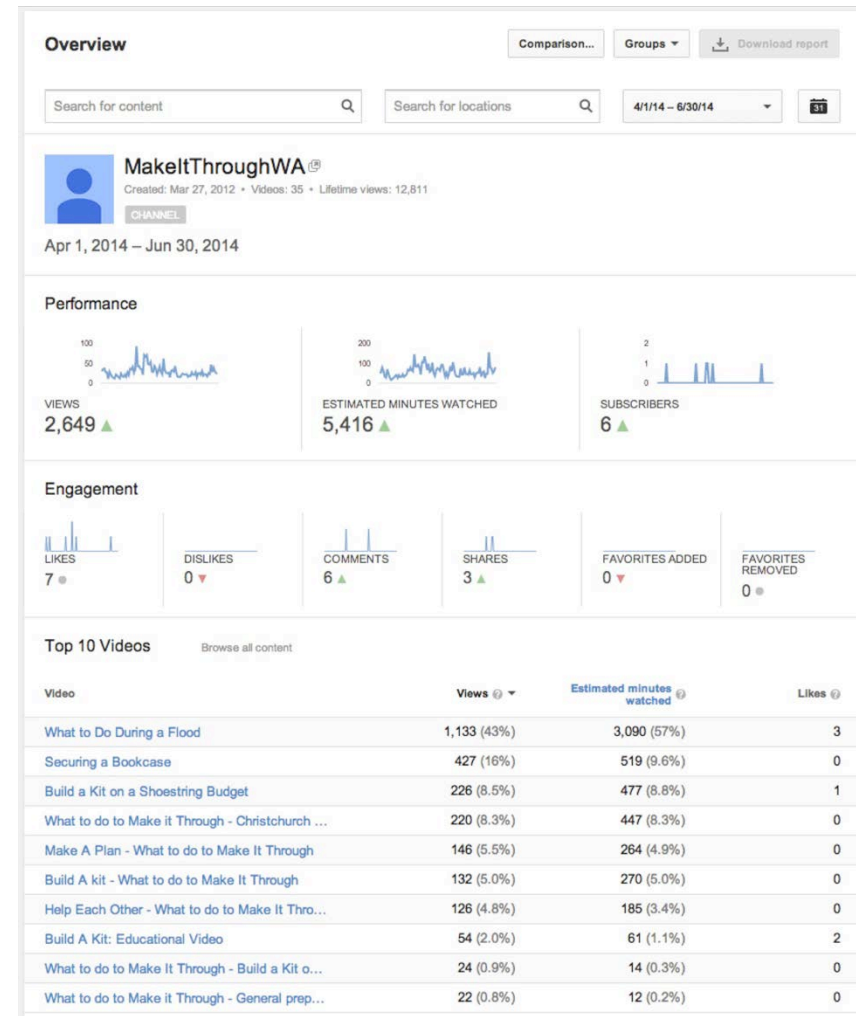 Overview
Comparison... Groups Download report
Search for content Search for locations 4/1/14 – 6/30/14 31
MakeItThroughWA
Created: Mar 27, 2012 • Videos: 35 • Lifetime views: 12,811
CHANNEL
Apr 1, 2014 – Jun 30, 2014
Performance
100
50
0
200
100
0
2
1
0
VIEWS
2,649
ESTIMATED MINUTES WATCHED
5,416
SUBSCRIBERS
6
Engagement
LIKES
7
DISLIKES
0
COMMENTS
6
SHARES
3
FAVORITES ADDED
0
FAVORITES
REMOVED
0
Top 10 Videos Browse all content
Video Views ? Estimated minutes watched ? Likes ?
What to Do During a Flood 1,133 (43%) 3,090 (57%) 3
Securing a Bookcase 427 (16%) 519 (9.6%) 0
Build a Kit on a Shoestring Budget 226 (8.5%) 477 (8.8%) 1
What to do to Make it Through - Christchurch ... 220 (8.3%) 447 (8.3%) 0
Make A Plan - What to do to Make It Through 146 (5.5%) 264 (4.9%) 0
Build A kit - What to do to Make It Through 132 (5.0%) 270 (5.0%) 0
Help Each Other - What to do to Make It Thro... 126 (4.8%) 185 (3.4%) 0
Build A Kit: Educational Video 54 (2.0%) 61 (1.1%) 2
What to do to Make It Through - Build a Kit o... 24 (0.9%) 14 (0.3%) 0
What to do to Make it Through - General prep... 22 (0.8%) 12 (0.2%) 0